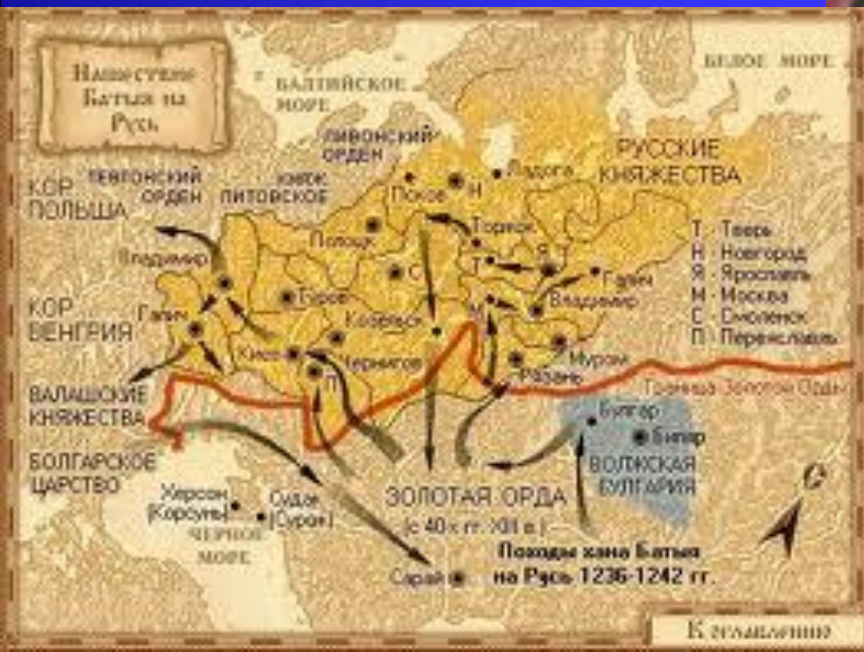 Нашествие
Батыя на
Русь
БАЛТИЙСКОЕ
МОРЕ
БЕЛОЕ МОРЕ
ЛИВОНСКИЙ
ОРДЕН
ТЕВТОНСКИЙ
ОРДЕН
КНЯЖ.
ЛИТОВСКОЕ
КОР.
ПОЛЬША
РУССКИЕ
КНЯЖЕСТВА
Ладога
Псков
Н
Торжок
Полоцк
Т
Я
Галич
Владимир
С
Туров
Владимир
М
Т - Тверь
Н - Новгород
Я - Ярославль
М - Москва
С - Смоленск
П - Переяславль
КОР.
ВЕНГРИЯ
Галич
Козельск
Киев
Чернигов
П
Муром
Рязань
Граница Золотой Орды
ВАЛАШСКИЕ
КНЯЖЕСТВА
Булгар
Биляр
ВОЛЖСКАЯ
БУЛГАРИЯ
БОЛГАРСКОЕ
ЦАРСТВО
Херсон
(Корсунь)
Судак
(Сурож)
ЧЕРНОЕ
МОРЕ
ЗОЛОТАЯ ОРДА
(с 40х гг. XIII в.)
Сарай
Походы хана Батыя
на Русь 1236-1242 гг.
С
К оглавлению